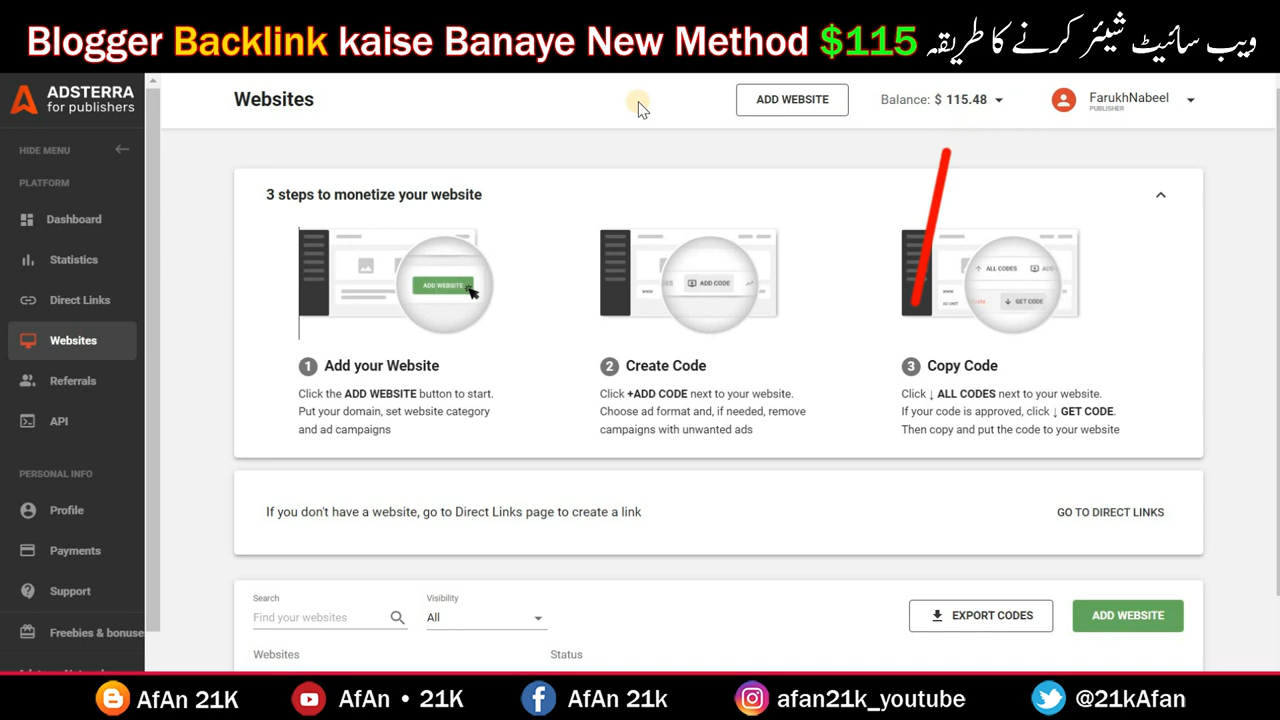 Blogger Backlink kaise Banaye New Method $115 ویب سائیٹ شیئر کرنے کا طریقہ
ADSTERRA
for publishers
Websites
ADD WEBSITE
Balance: $ 115.48
FarukhNabeel
PUBLISHER
HIDE MENU
PLATFORM
Dashboard
Statistics
Direct Links
Websites
Referrals
API
PERSONAL INFO
Profile
Payments
Support
Freebies & bonuse
3 steps to monetize your website
ADD WEBSITE
www
ADD CODE
ALL CODES
ADD
www
AD UNIT
GET CODE
1 Add your Website
Click the ADD WEBSITE button to start.
Put your domain, set website category
and ad campaigns
2 Create Code
Click +ADD CODE next to your website.
Choose ad format and, if needed, remove
campaigns with unwanted ads
3 Copy Code
Click ↓ ALL CODES next to your website.
If your code is approved, click ↓ GET CODE.
Then copy and put the code to your website
If you don't have a website, go to Direct Links page to create a link
GO TO DIRECT LINKS
Search
Find your websites
Visibility
All
EXPORT CODES
ADD WEBSITE
Websites
Status
AfAn 21K
AfAn • 21K
AfAn 21k
afan21k_youtube
@21kAfan